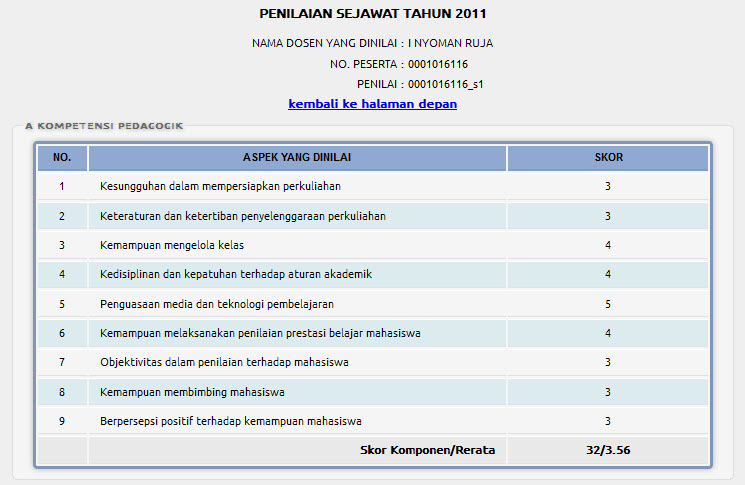 PENILAIAN SEJAWAT TAHUN 2011
NAMA DOSEN YANG DINILAI : I NYOMAN RUJA
NO. PESERTA : 0001016116
PENILAI : 0001016116_s1
kembali ke halaman depan
A KOMPETENSI PEDAGOGIK
NO. ASPEK YANG DINILAI SKOR
1 Kesungguhan dalam mempersiapkan perkuliahan 3
2 Keteraturan dan ketertiban penyelenggaraan perkuliahan 3
3 Kemampuan mengelola kelas 4
4 Kedisiplinan dan kepatuhan terhadap aturan akademik 4
5 Penguasaan media dan teknologi pembelajaran 5
6 Kemampuan melaksanakan penilaian prestasi belajar mahasiswa 4
7 Objektivitas dalam penilaian terhadap mahasiswa 3
8 Kemampuan membimbing mahasiswa 3
9 Berpersepsi positif terhadap kemampuan mahasiswa 3
Skor Komponen/Rerata 32/3.56